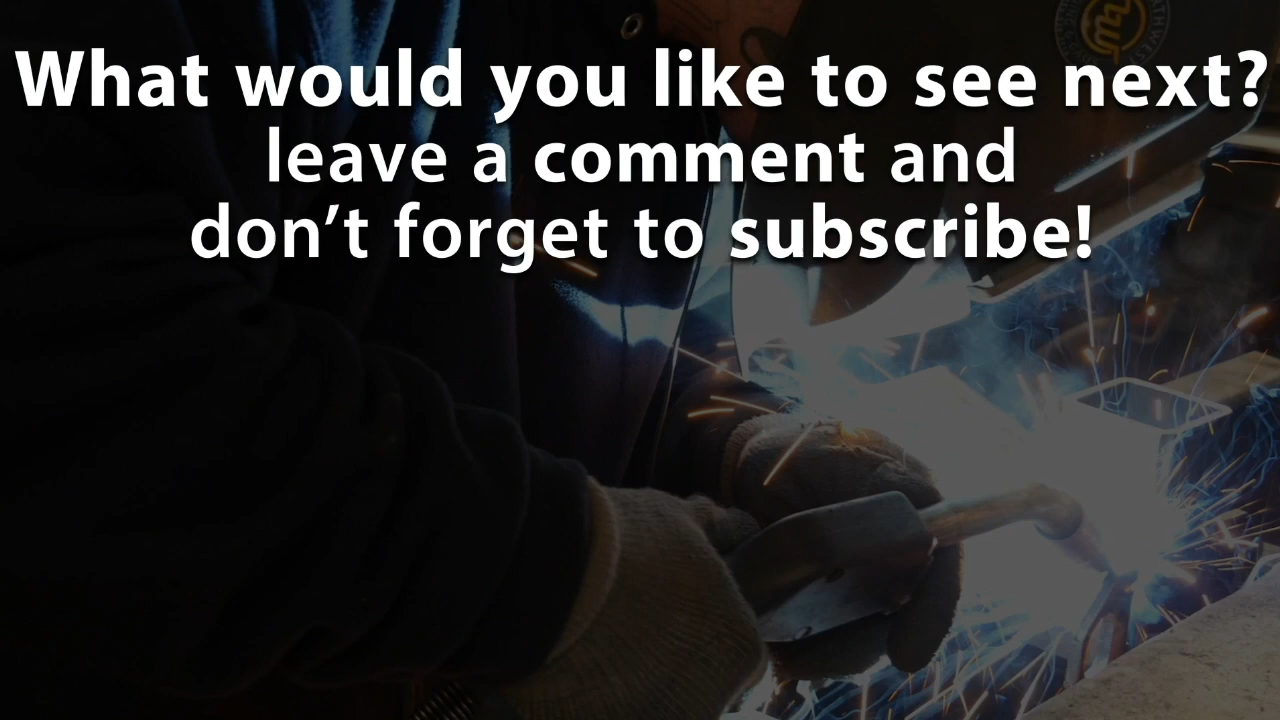 What would you like to see next?
leave a comment and
don't forget to subscribe!